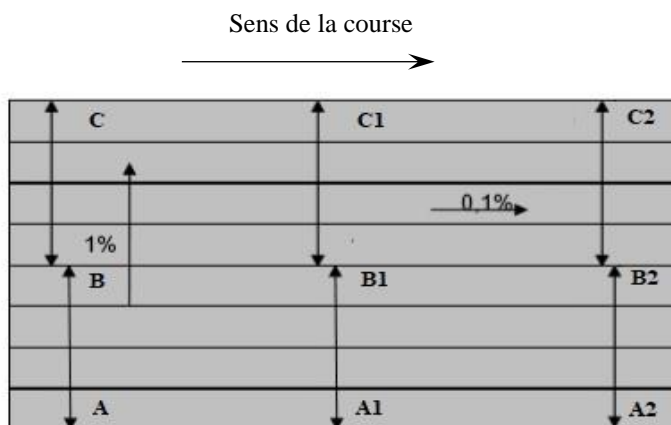 Sens de la course
C C1 C2
0,1%
1%
B B1 B2
A A1 A2